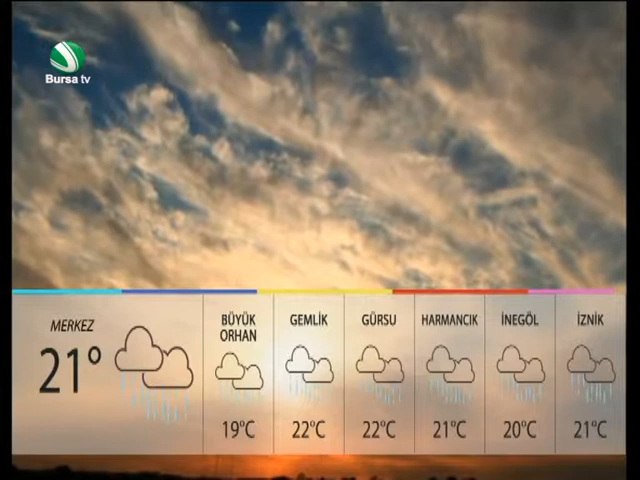 Bursa tv
MERKEZ
21°
BÜYÜK
ORHAN
19°C
GEMLİK
22°C
GÜRSU
22°C
HARMANCIK
21°C
İNEGÖL
20°C
İZNİK
21°C